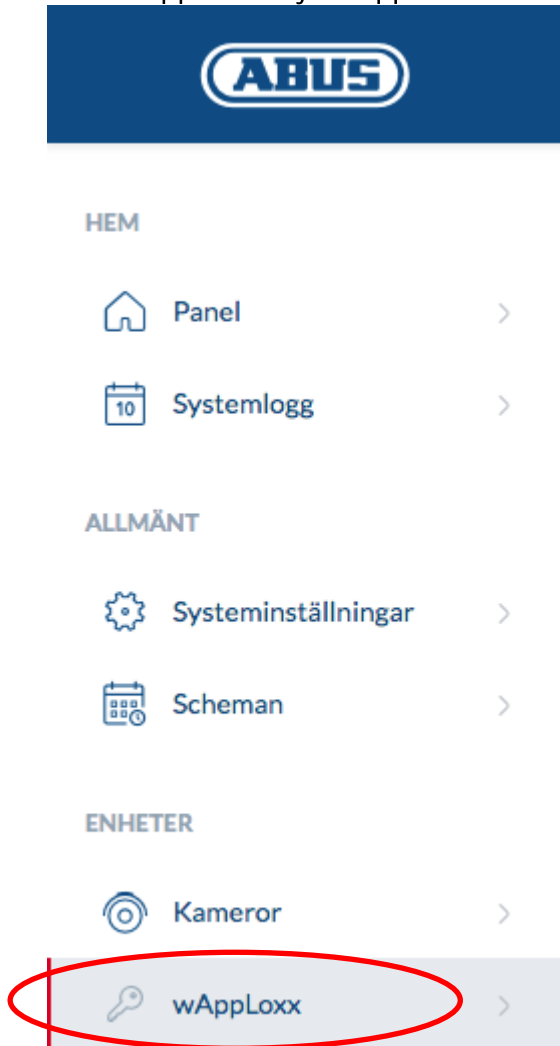 ABUS
HEM
Panel
10 Systemlogg
ALLMÄNT
Systeminställningar
Scheman
ENHETER
Kameror
wAppLoxx